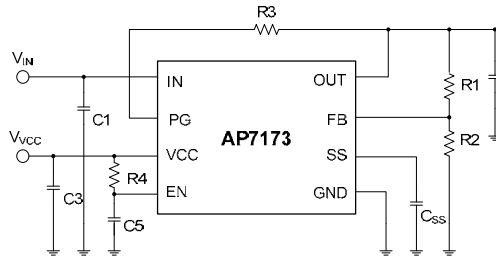 R3
VIN
IN
OUT
R1
C1
PG
AP7173
FB
VVCC
VCC
SS
R2
R4
C3
EN
GND
C5
CSS